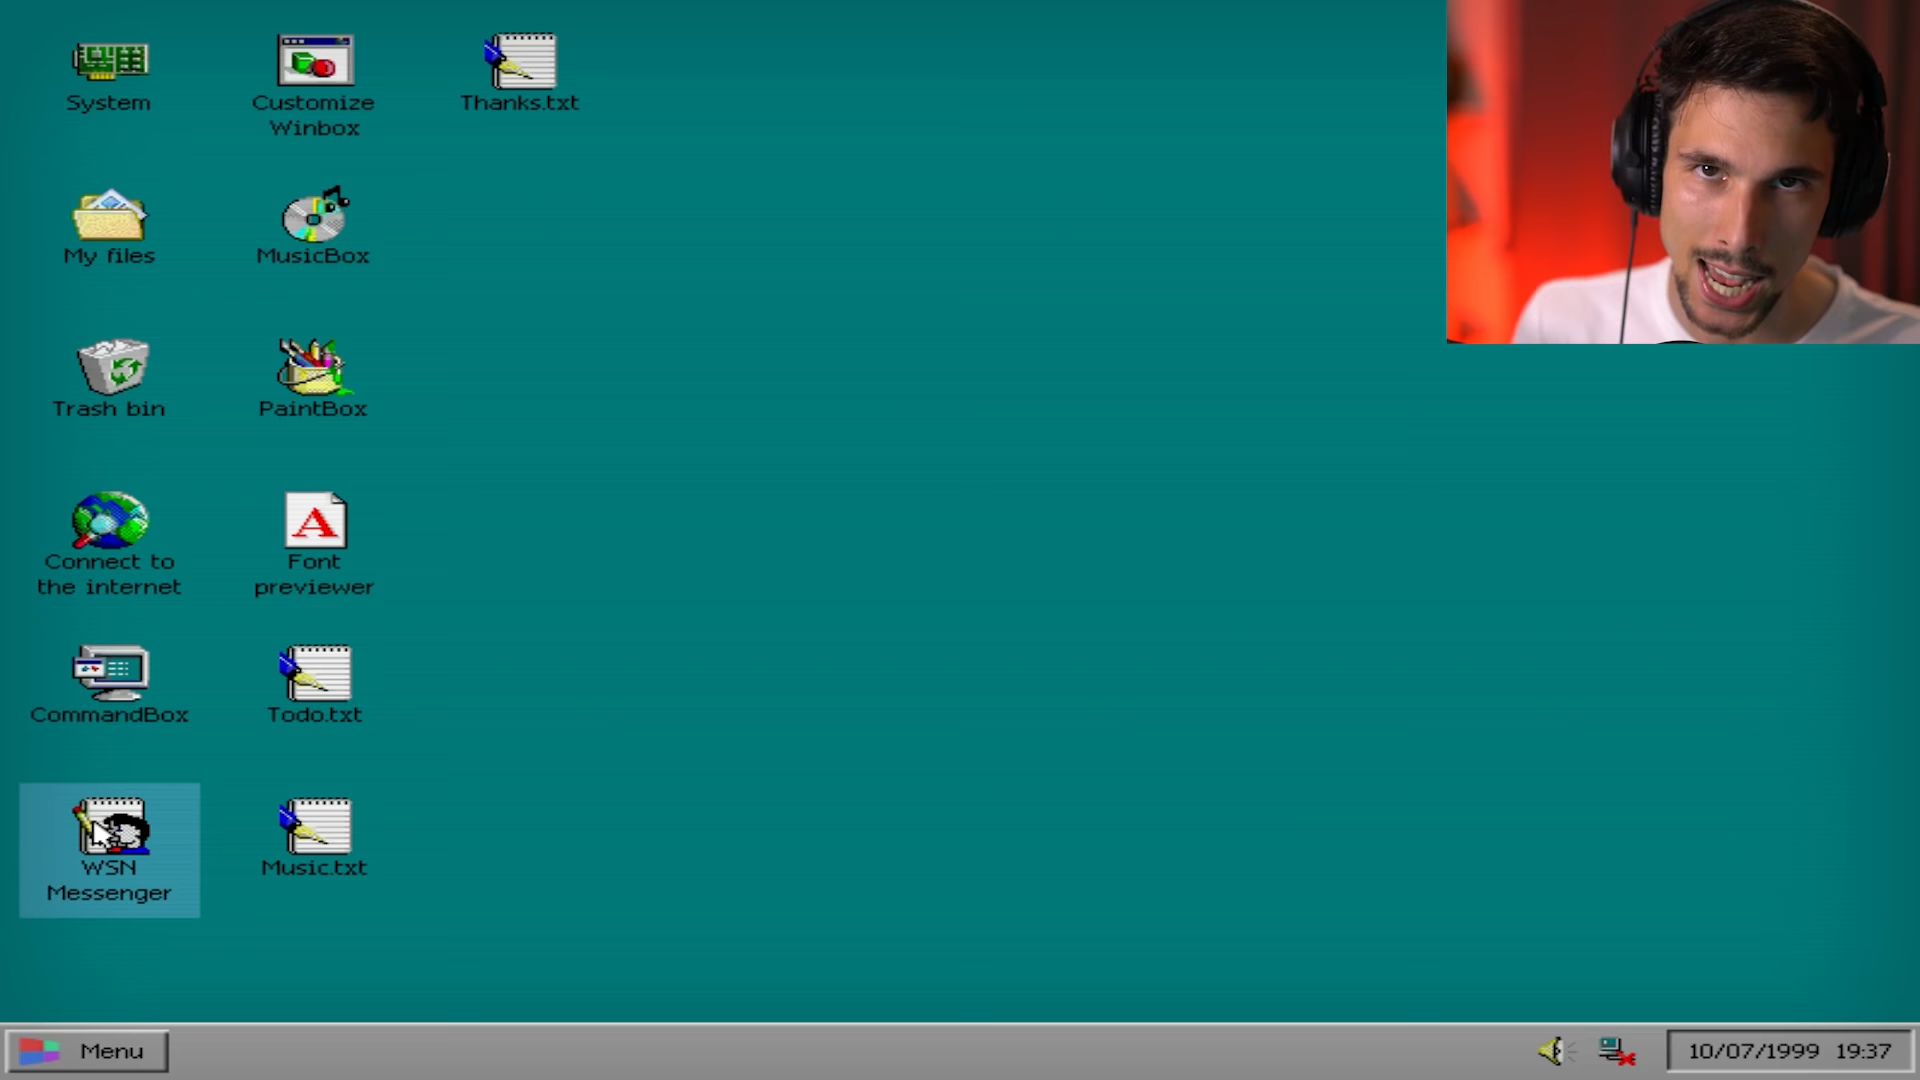 System
Customize
Winbox
Thanks.txt
My files
MusicBox
Trash bin
PaintBox
Connect to
the internet
Font
previewer
CommandBox
Todo.txt
WSN
Messenger
Music.txt
Menu
10/07/1999 19:37